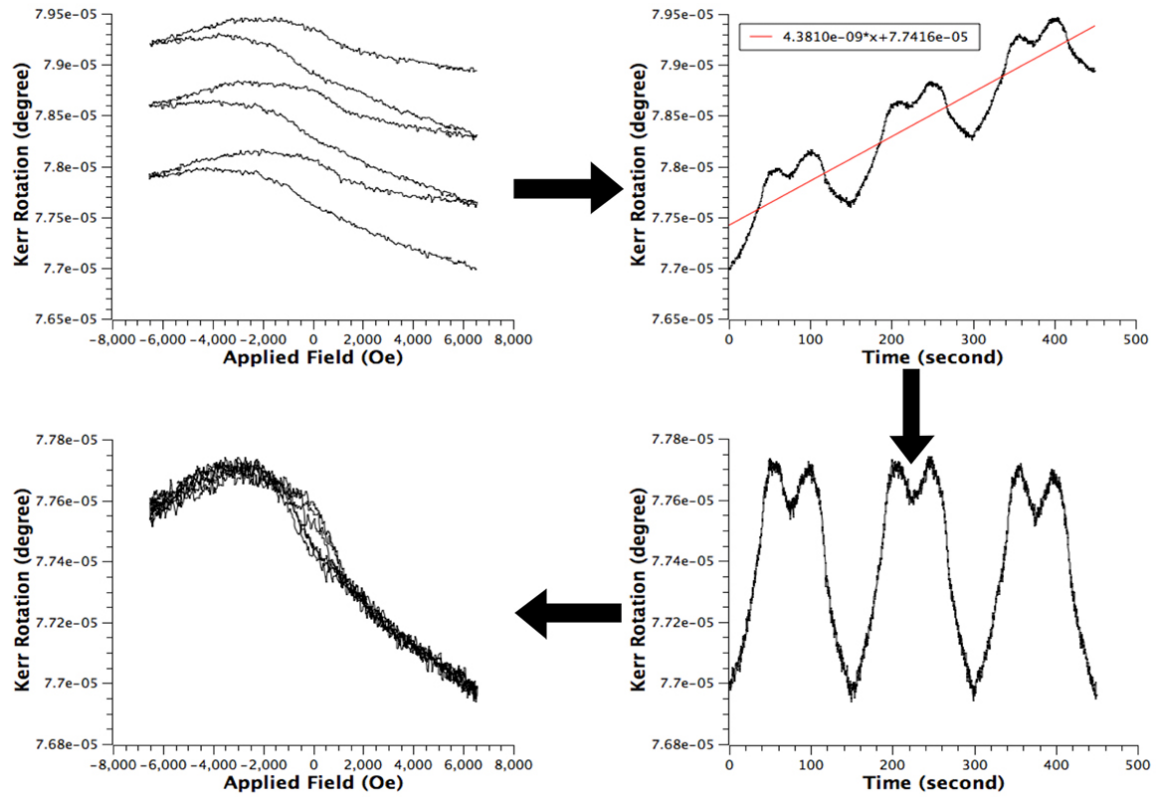 7.95e-05
7.9e-05
7.85e-05
7.8e-05
7.75e-05
7.7e-05
7.65e-05
Kerr Rotation (degree)
−8,000 −6,000 −4,000 −2,000 0 2,000 4,000 6,000 8,000
Applied Field (Oe)
7.95e-05
7.9e-05
7.85e-05
7.8e-05
7.75e-05
7.7e-05
7.65e-05
Kerr Rotation (degree)
4.3810e-09*x+7.7416e-05
0 100 200 300 400 500
Time (second)
7.78e-05
7.76e-05
7.74e-05
7.72e-05
7.7e-05
7.68e-05
Kerr Rotation (degree)
−8,000 −6,000 −4,000 −2,000 0 2,000 4,000 6,000 8,000
Applied Field (Oe)
7.78e-05
7.76e-05
7.74e-05
7.72e-05
7.7e-05
7.68e-05
Kerr Rotation (degree)
0 100 200 300 400 500
Time (second)